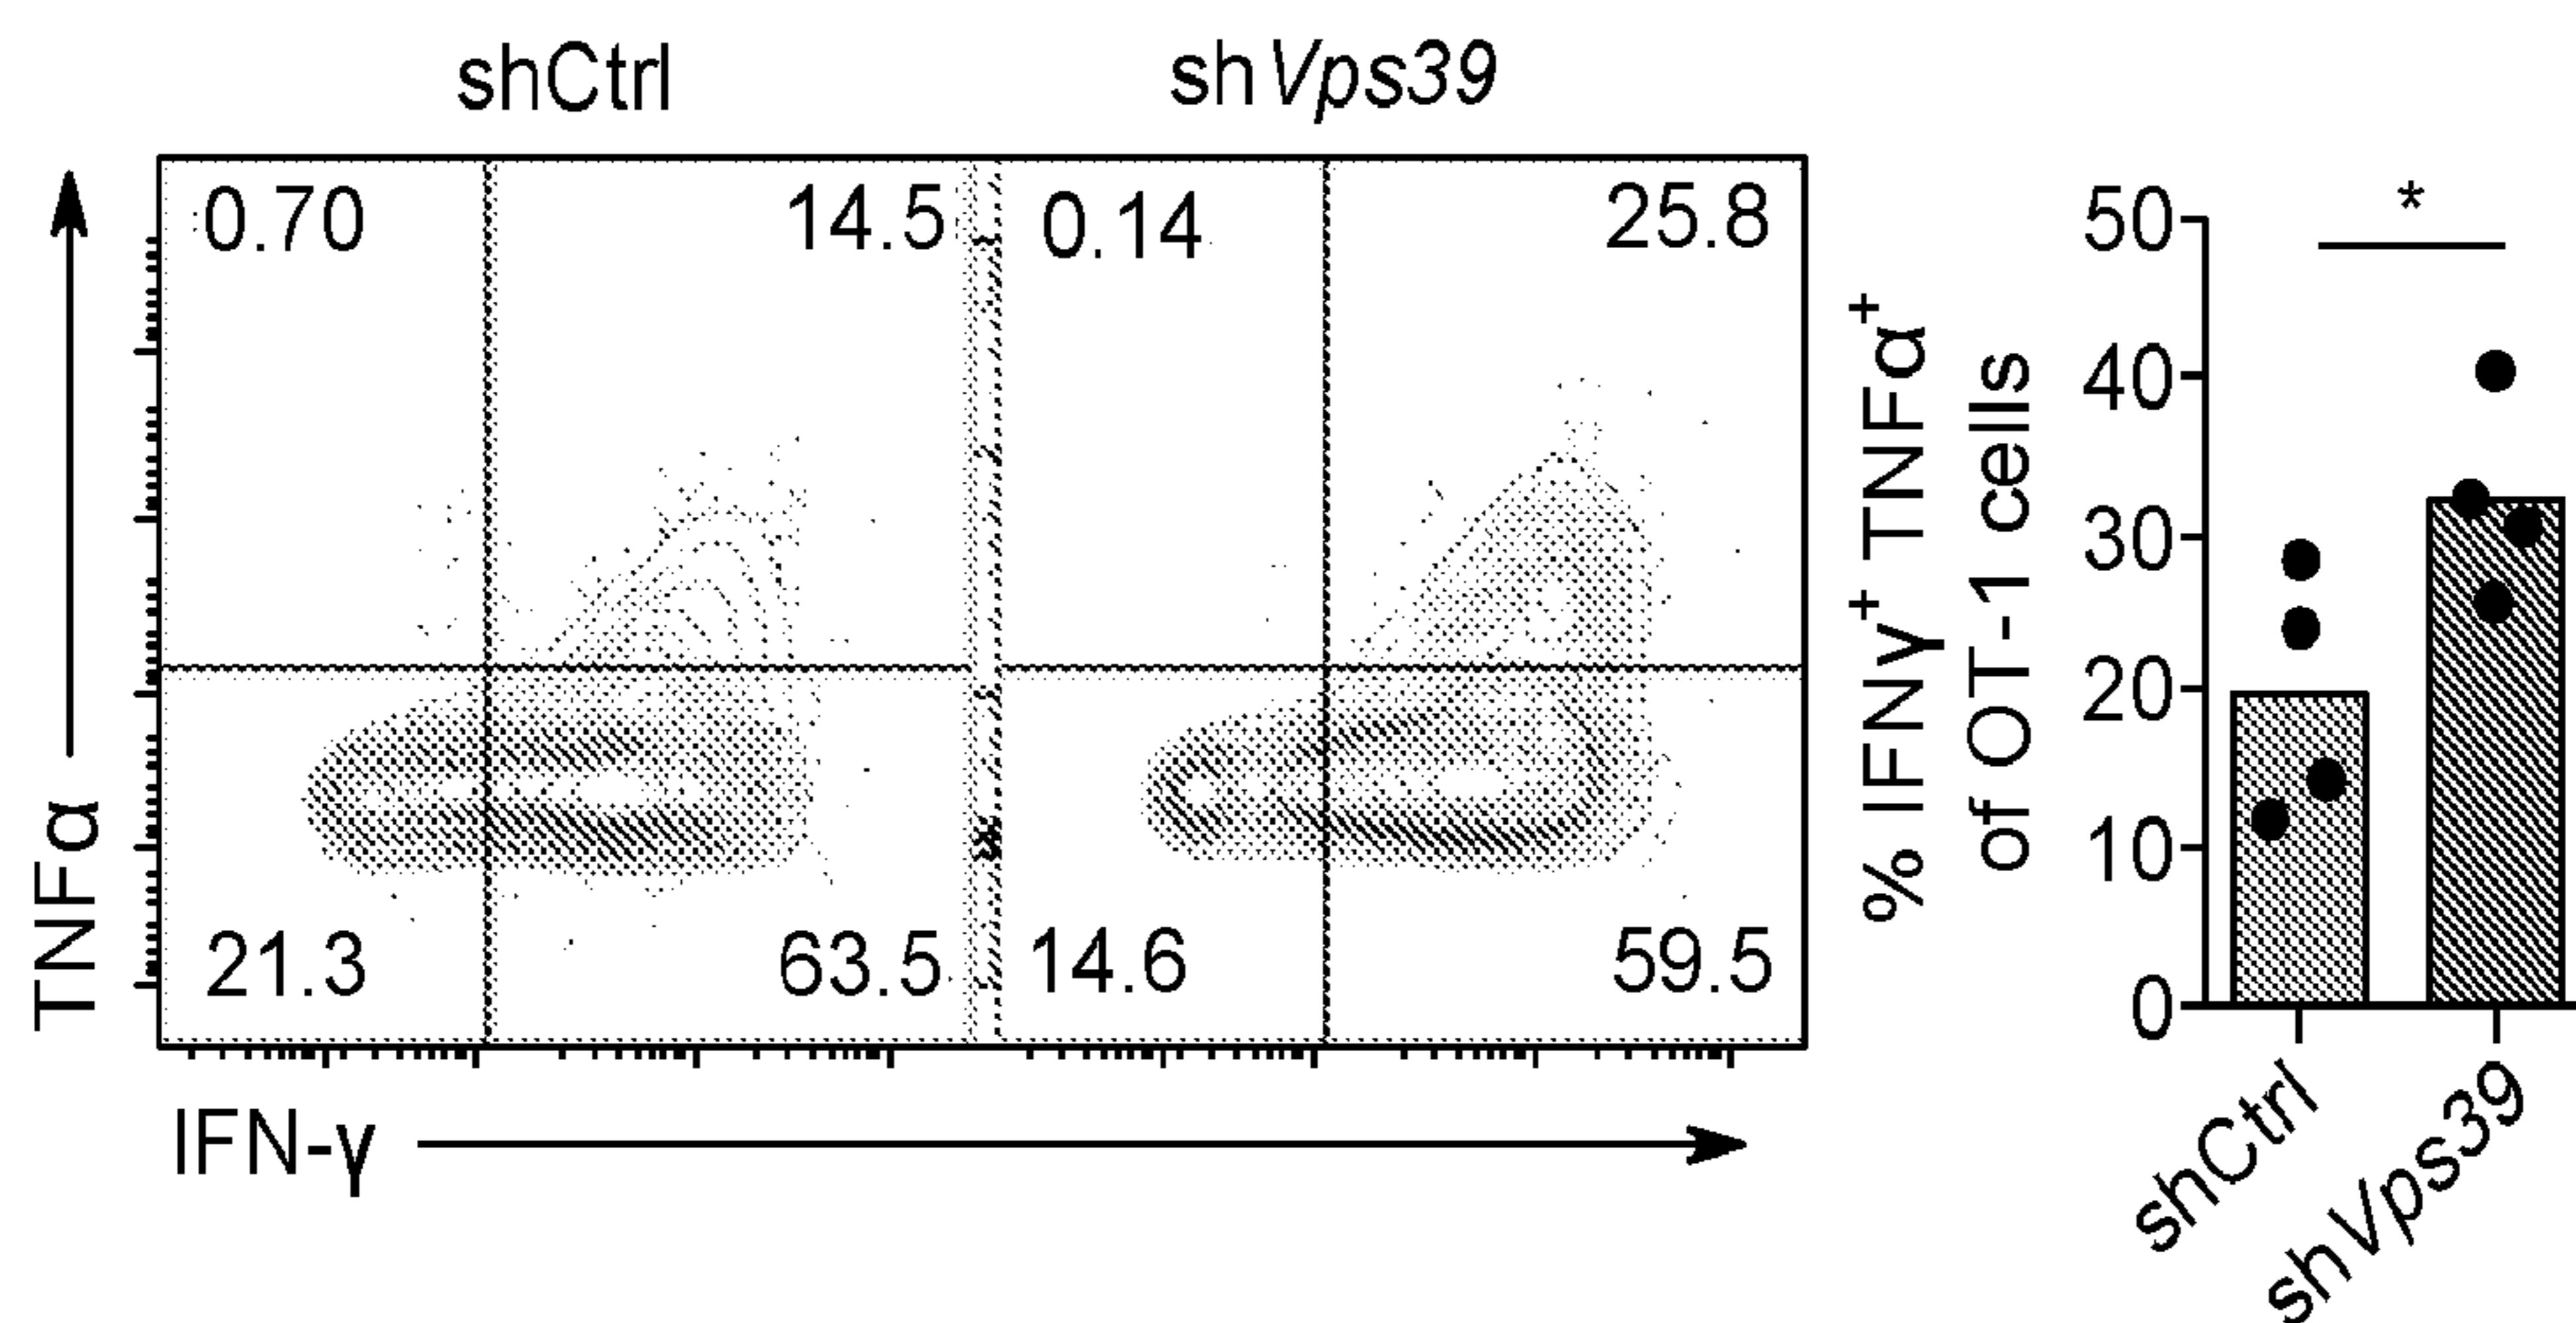 shCtrl
shVps39
0.70
14.5
0.14
25.8
21.3
63.5
14.6
59.5
TNFα
IFN-γ
% IFNγ+ TNFα+
of OT-1 cells
50
40
30
20
10
0
*
shCtrl
shVps39